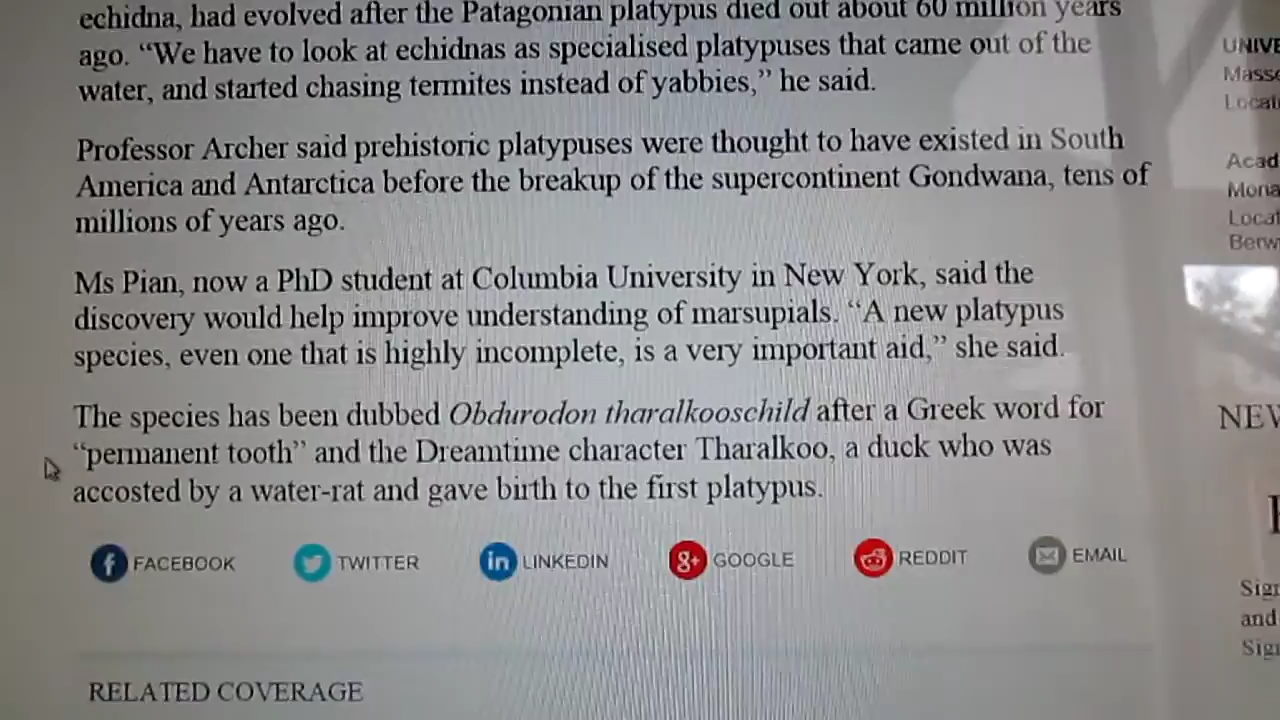 echidna, had evolved after the Patagonian platypus died out about 60 million years
ago. “We have to look at echidnas as specialised platypuses that came out of the
water, and started chasing termites instead of yabbies,” he said.
Professor Archer said prehistoric platypuses were thought to have existed in South
America and Antarctica before the breakup of the supercontinent Gondwana, tens of
millions of years ago.
Ms Pian, now a PhD student at Columbia University in New York, said the
discovery would help improve understanding of marsupials. “A new platypus
species, even one that is highly incomplete, is a very important aid,” she said.
The species has been dubbed Obdurodon tharalkooschild after a Greek word for
“permanent tooth” and the Dreamtime character Tharalkoo, a duck who was
accosted by a water-rat and gave birth to the first platypus.
f FACEBOOK TWITTER in LINKEDIN g+ GOOGLE REDDIT EMAIL
RELATED COVERAGE
and